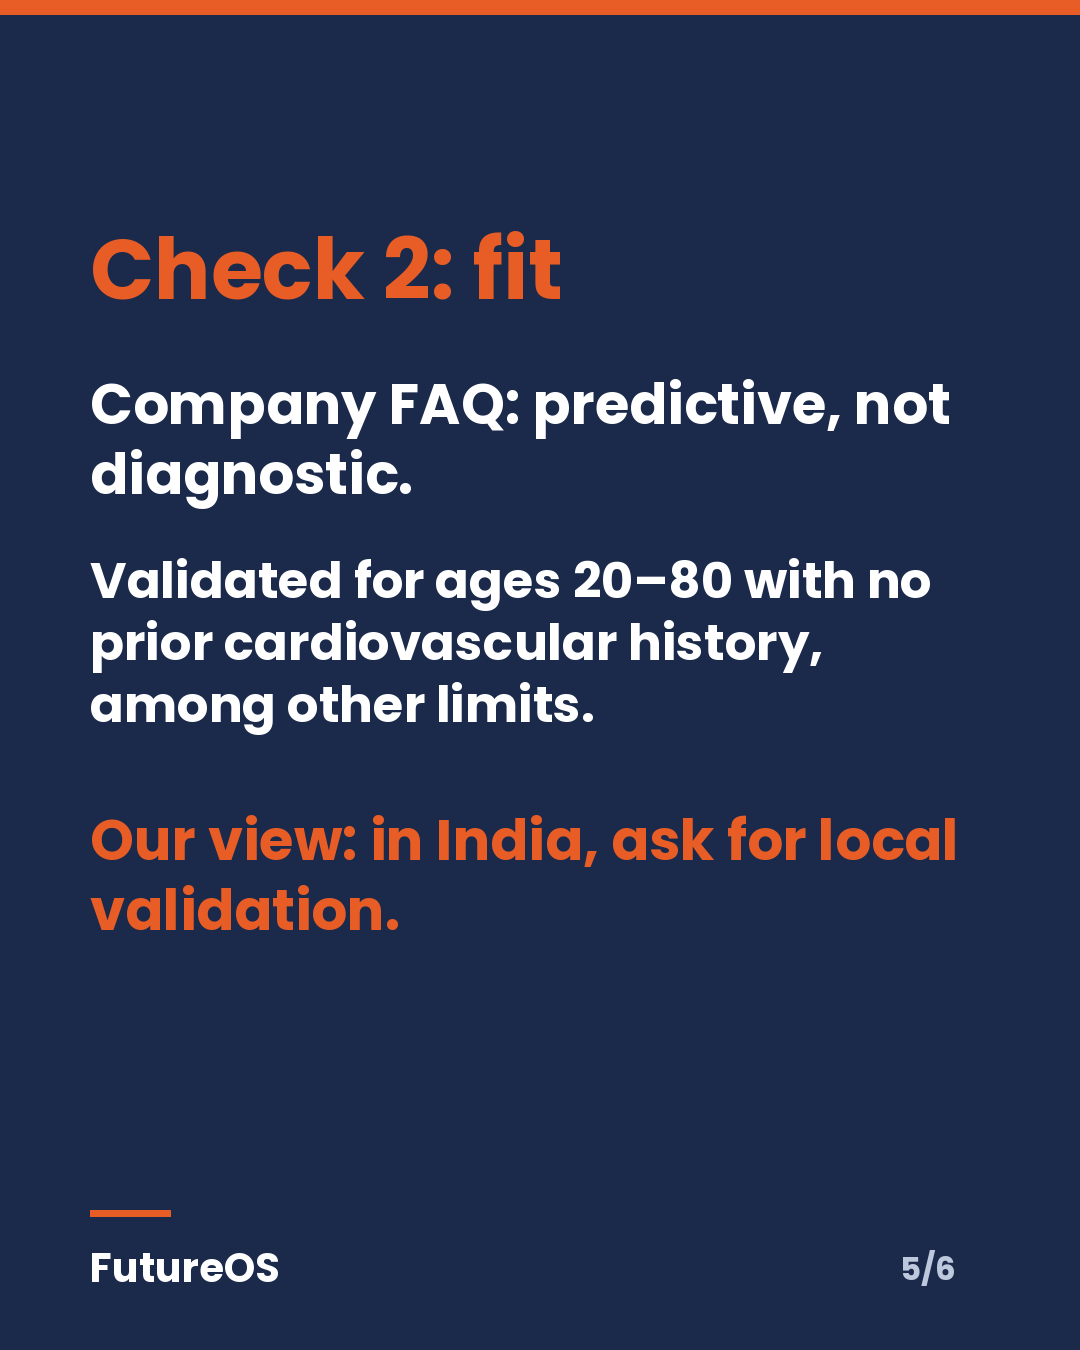 Check 2: fit
Company FAQ: predictive, not
diagnostic.
Validated for ages 20–80 with no
prior cardiovascular history,
among other limits.
Our view: in India, ask for local
validation.
FutureOS
5/6